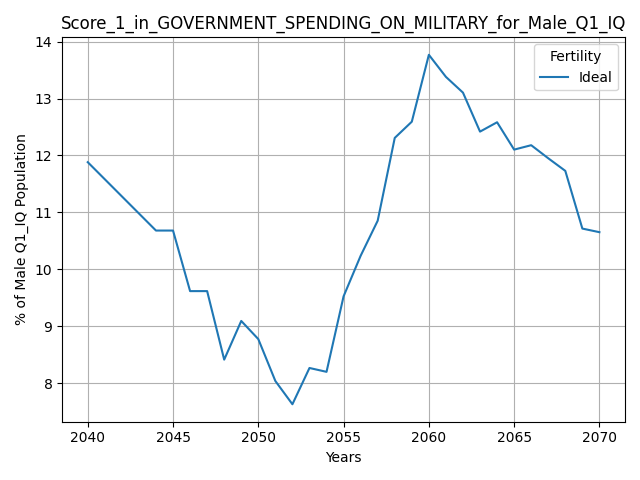 Score_1_in_GOVERNMENT_SPENDING_ON_MILITARY_for_Male_Q1_IQ
Fertility
Ideal
% of Male Q1_IQ Population
14
13
12
11
10
9
8
2040 2045 2050 2055 2060 2065 2070
Years